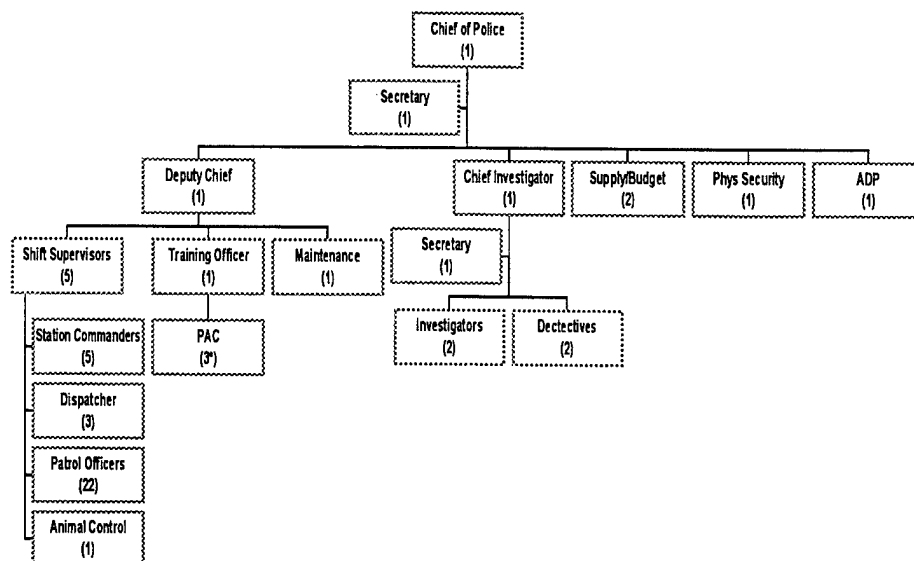 Chief of Police
(1)
Secretary
(1)
Deputy Chief
(1)
Chief Investigator
(1)
Supply/Budget
(2)
Phys Security
(1)
ADP
(1)
Shift Supervisors
(5)
Training Officer
(1)
Maintenance
(1)
Secretary
(1)
Station Commanders
(5)
PAC
(3*)
Investigators
(2)
Dectectives
(2)
Dispatcher
(3)
Patrol Officers
(22)
Animal Control
(1)